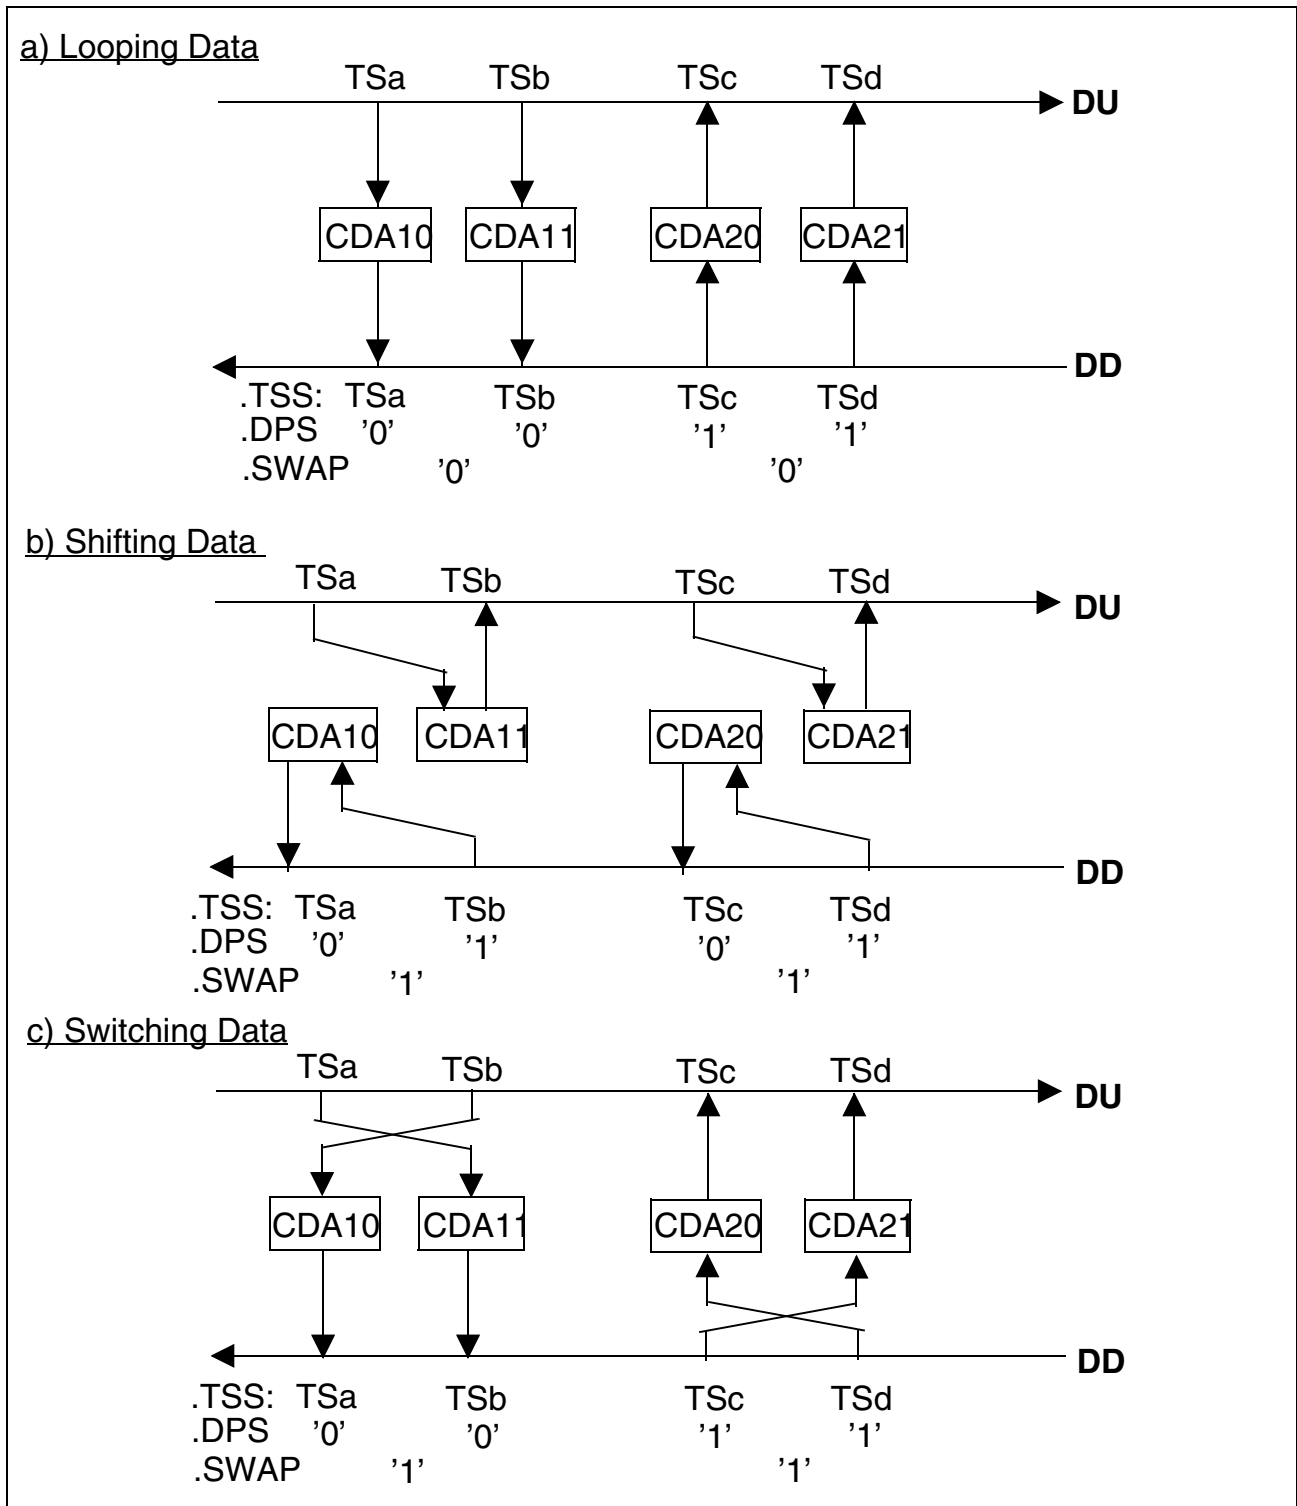 a) Looping Data
TSa TSb TSc TSd
DU
CDA10 CDA11 CDA20 CDA21
DD
.TSS: TSa TSb TSc TSd
.DPS ’0’ ’0’ ’1’ ’1’
.SWAP ’0’ ’0’
b) Shifting Data
TSa TSb TSc TSd
DU
CDA10 CDA11 CDA20 CDA21
DD
.TSS: TSa TSb TSc TSd
.DPS ’0’ ’1’ ’0’ ’1’
.SWAP ’1’ ’1’
c) Switching Data
TSa TSb TSc TSd
DU
CDA10 CDA11 CDA20 CDA21
DD
.TSS: TSa TSb TSc TSd
.DPS ’0’ ’0’ ’1’ ’1’
.SWAP ’1’ ’1’